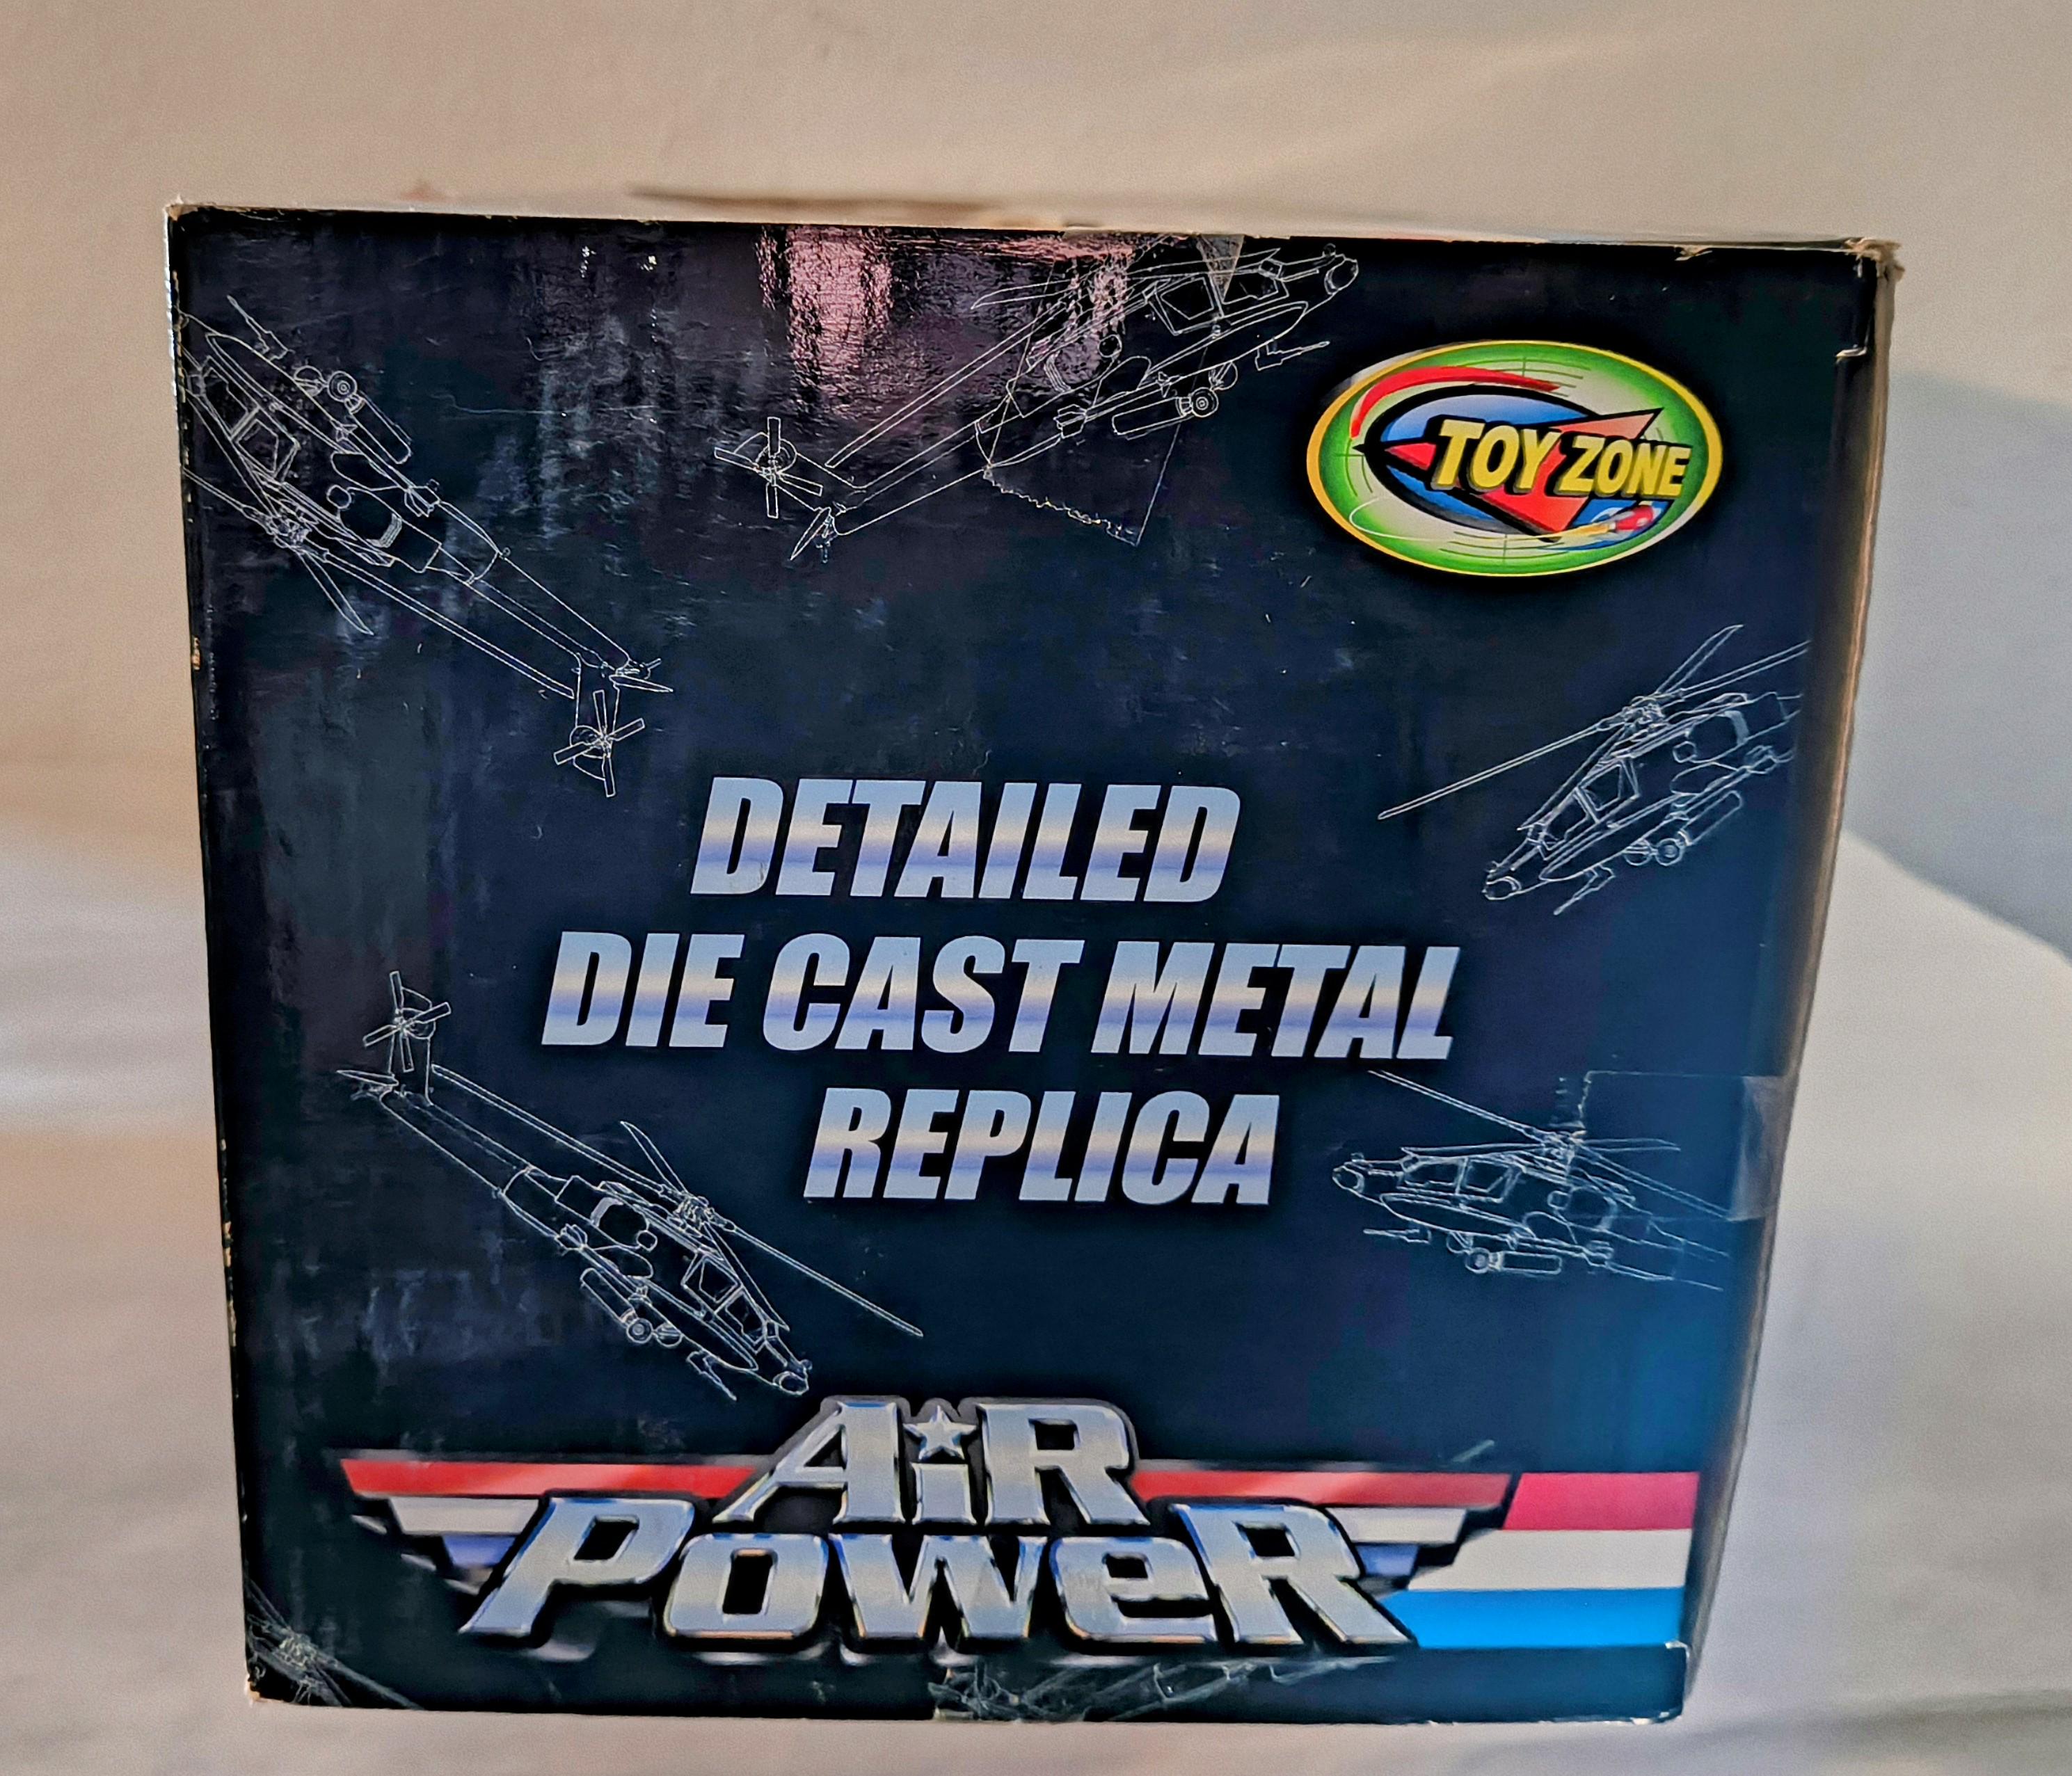 TOY ZONE
DETAILED
DIE CAST METAL
REPLICA
AiR
POWeR